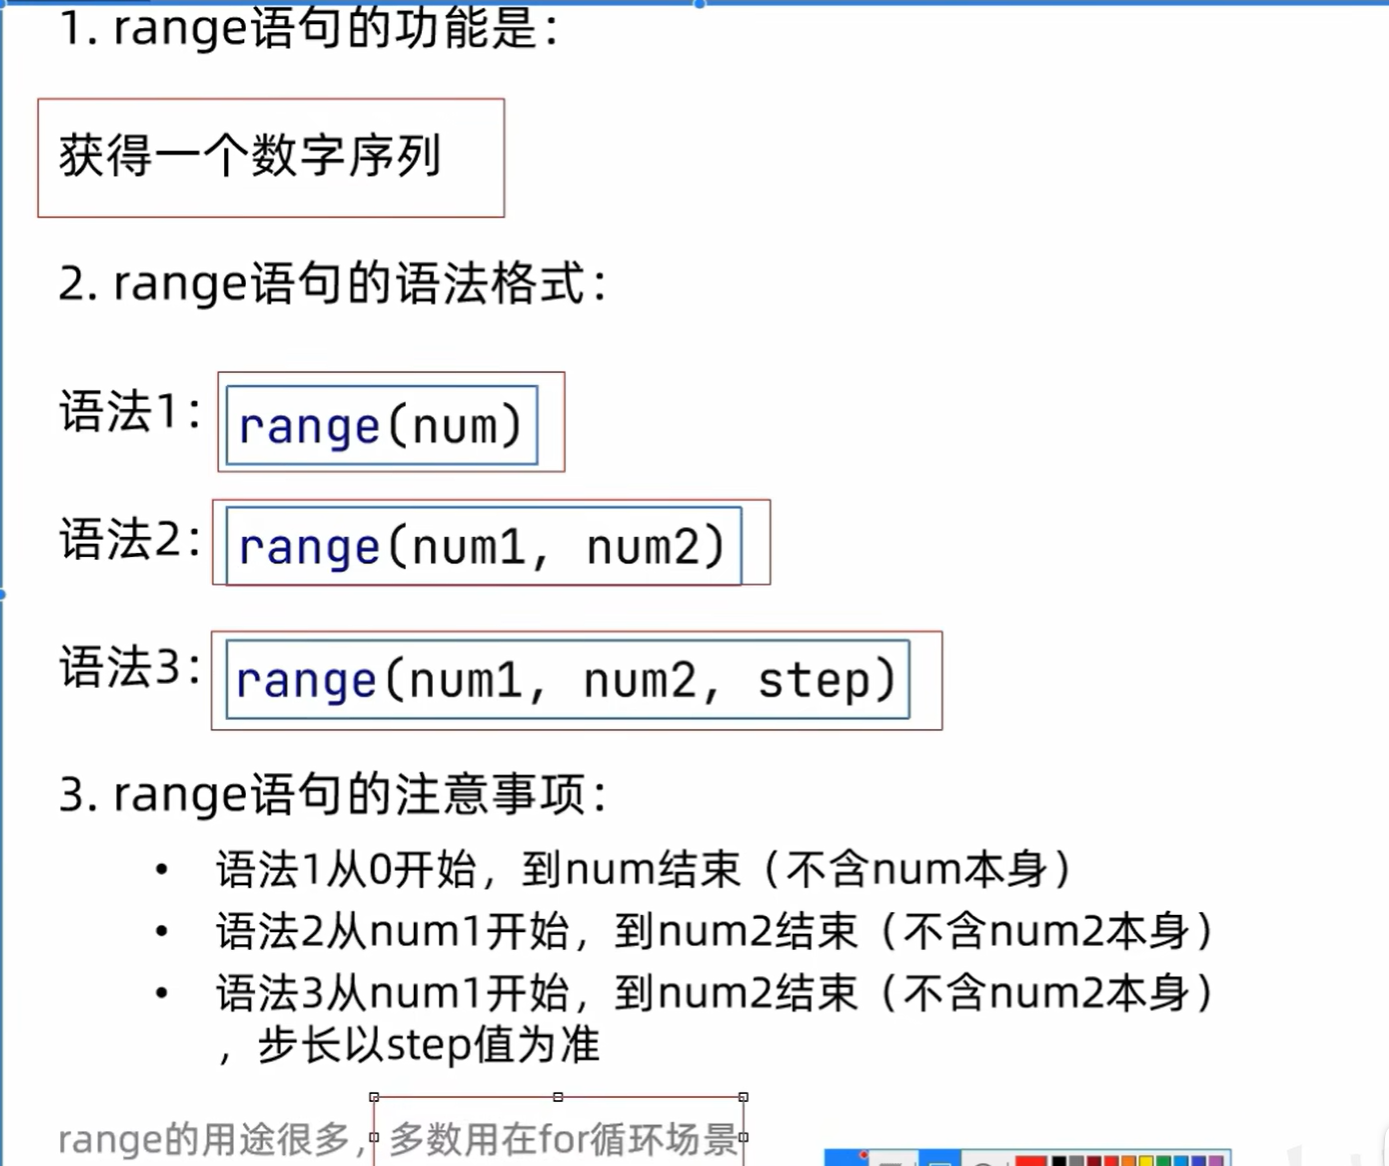 1. range语句的功能是：
获得一个数字序列
2. range语句的语法格式：
语法1： range(num)
语法2： range(num1, num2)
语法3： range(num1, num2, step)
3. range语句的注意事项：
• 语法1从0开始，到num结束（不含num本身）
• 语法2从num1开始，到num2结束（不含num2本身）
• 语法3从num1开始，到num2结束（不含num2本身）
，步长以step值为准
range的用途很多，多数用在for循环场景